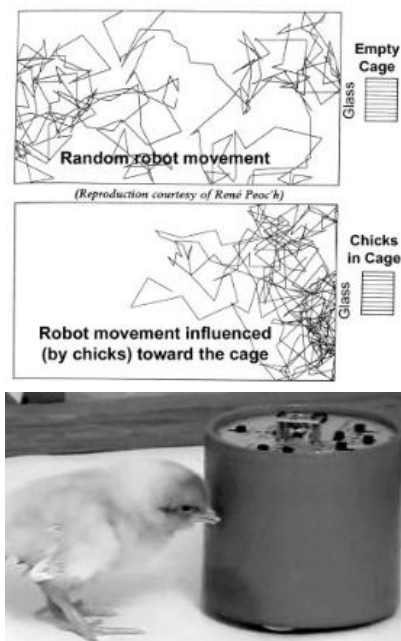 Empty
Cage
Glass
Random robot movement
(Reproduction courtesy of René Peoc'h)
Chicks
in Cage
Glass
Robot movement influenced
(by chicks) toward the cage